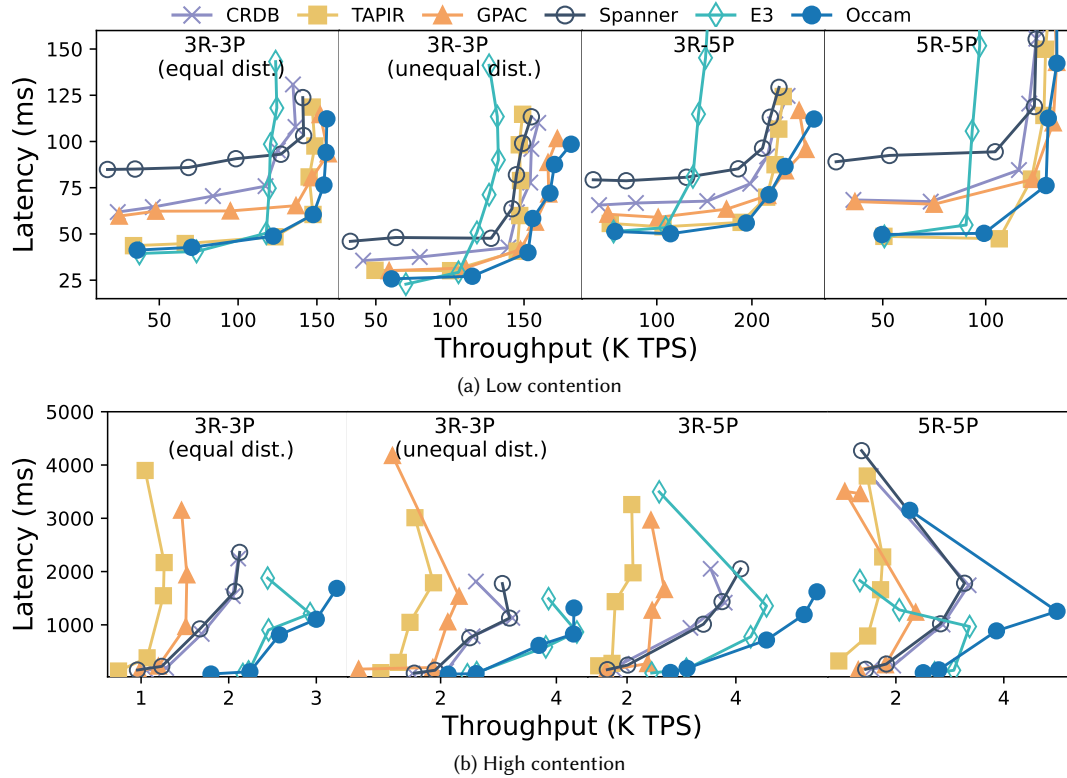 CRDB TAPIR GPAC Spanner E3 Occam
3R-3P
(equal dist.)
3R-3P
(unequal dist.)
3R-5P
5R-5P
Latency (ms)
150
125
100
75
50
25
50 100 150 50 100 150 100 200 50 100
Throughput (K TPS)
(a) Low contention
3R-3P
(equal dist.)
3R-3P
(unequal dist.)
3R-5P
5R-5P
Latency (ms)
5000
4000
3000
2000
1000
1 2 3 2 4 2 4 2 4
Throughput (K TPS)
(b) High contention